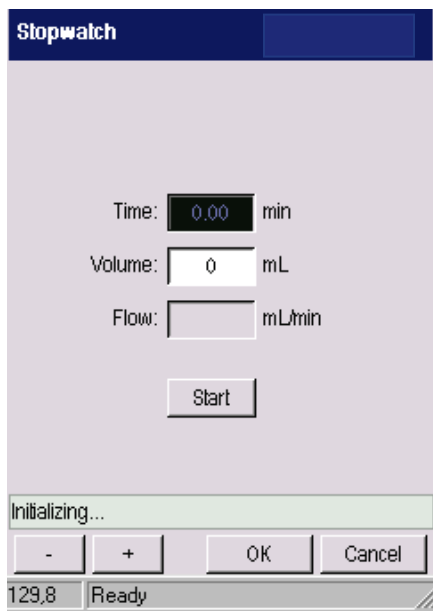 Stopwatch
Time: 0.00 min
Volume: 0 mL
Flow: mL/min
Start
Initializing...
- + OK Cancel
129,8 Ready